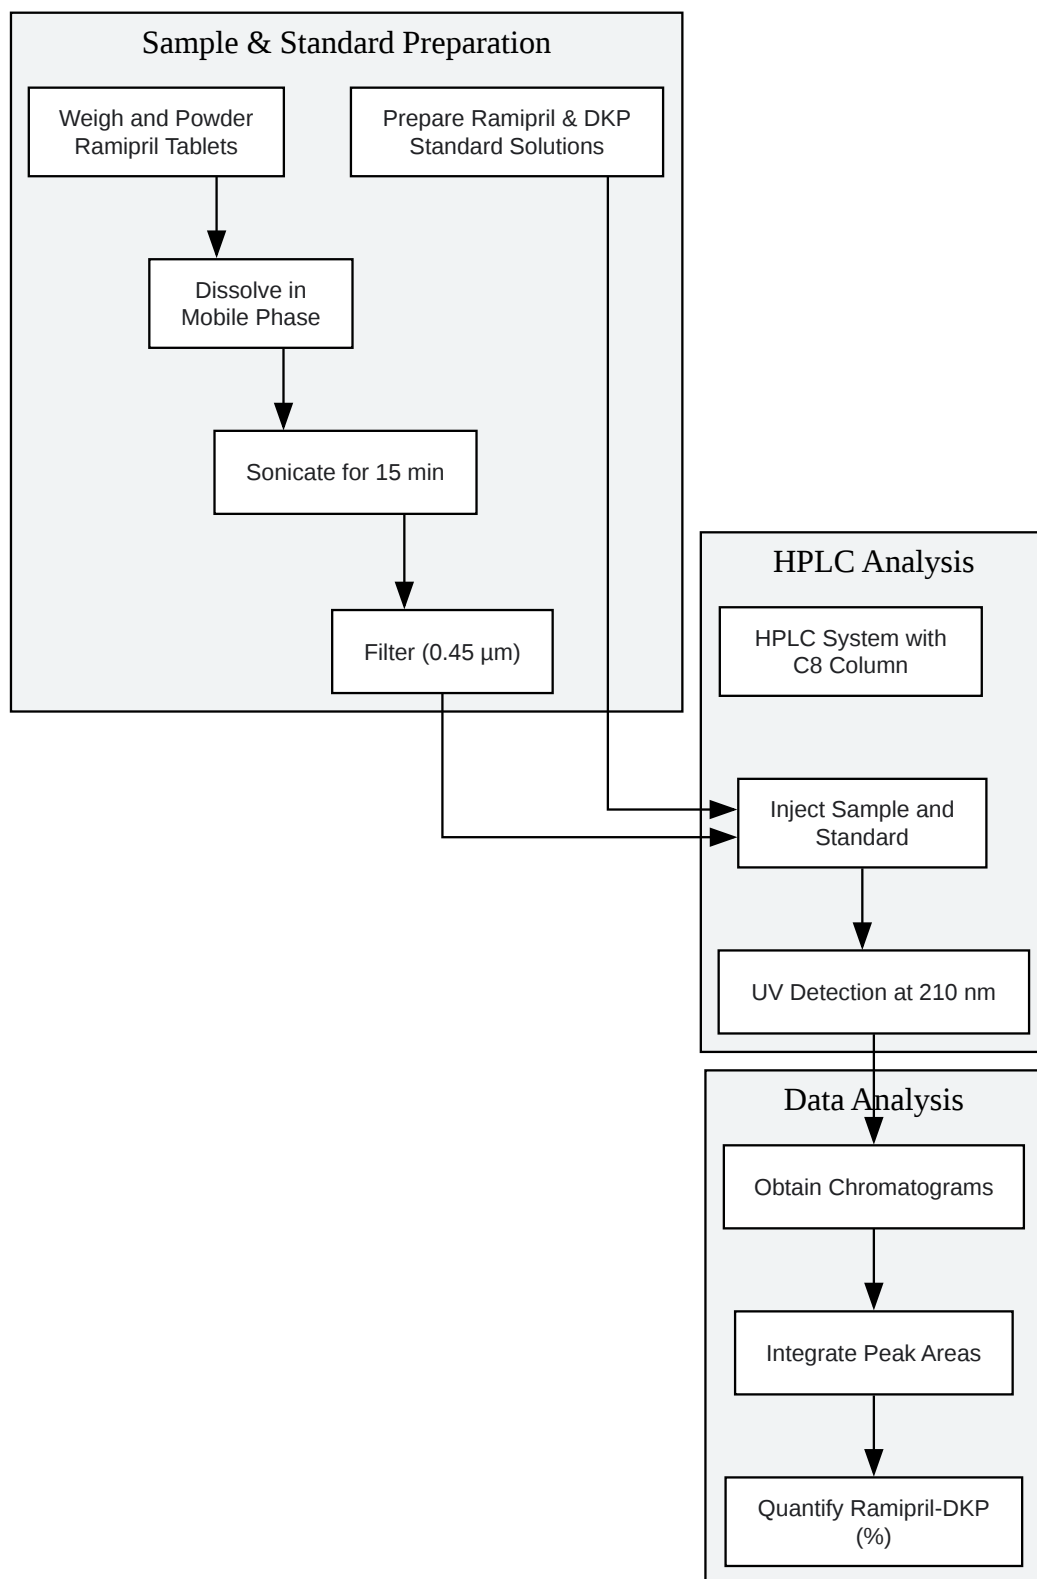 Sample & Standard Preparation
Weigh and Powder
Ramipril Tablets
Prepare Ramipril & DKP
Standard Solutions
Dissolve in
Mobile Phase
Sonicate for 15 min
Filter (0.45 µm)
HPLC Analysis
HPLC System with
C8 Column
Inject Sample and
Standard
UV Detection at 210 nm
Data Analysis
Obtain Chromatograms
Integrate Peak Areas
Quantify Ramipril-DKP
(%)